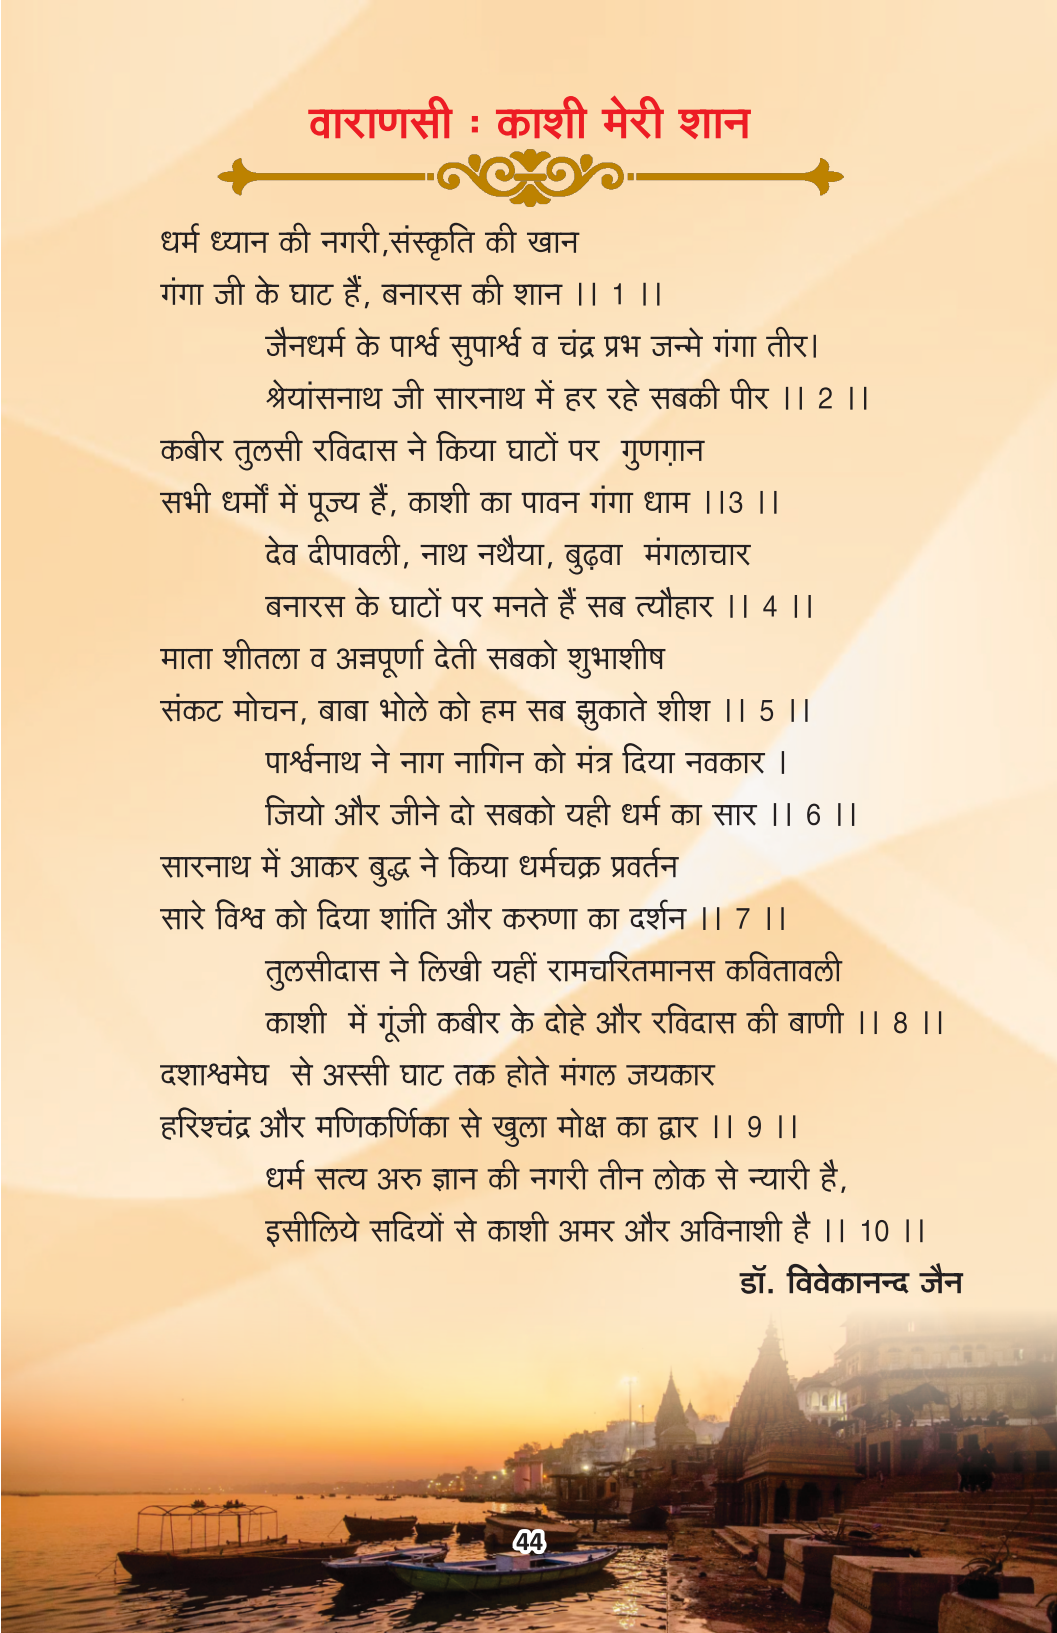 वाराणसी : काशी मेरी शान
धर्म ध्यान की नगरी,संस्कृति की खान
गंगा जी के घाट हैं, बनारस की शान ।। 1 ।।
जैनधर्म के पार्श्व सुपार्श्व व चंद्र प्रभ जन्मे गंगा तीर।
श्रेयांसनाथ जी सारनाथ में हर रहे सबकी पीर ।। 2 ।।
कबीर तुलसी रविदास ने किया घाटों पर गुणग़ान
सभी धर्मों में पूज्य हैं, काशी का पावन गंगा धाम ।।3 ।।
देव दीपावली, नाथ नथैया, बुढ़वा मंगलाचार
बनारस के घाटों पर मनते हैं सब त्यौहार ।। 4 ।।
माता शीतला व अन्नपूर्णा देती सबको शुभाशीष
संकट मोचन, बाबा भोले को हम सब झुकाते शीश ।। 5 ।।
पार्श्वनाथ ने नाग नागिन को मंत्र दिया नवकार ।
जियो और जीने दो सबको यही धर्म का सार ।। 6 ।।
सारनाथ में आकर बुद्ध ने किया धर्मचक्र प्रवर्तन
सारे विश्व को दिया शांति और करुणा का दर्शन ।। 7 ।।
तुलसीदास ने लिखी यहीं रामचरितमानस कवितावली
काशी में गूंजी कबीर के दोहे और रविदास की बाणी ।। 8 ।।
दशाश्वमेघ से अस्सी घाट तक होते मंगल जयकार
हरिश्चंद्र और मणिकर्णिका से खुला मोक्ष का द्वार ।। 9 ।।
धर्म सत्य अरु ज्ञान की नगरी तीन लोक से न्यारी है,
इसीलिये सदियों से काशी अमर और अविनाशी है ।। 10 ।।
डॉ. विवेकानन्द जैन
44